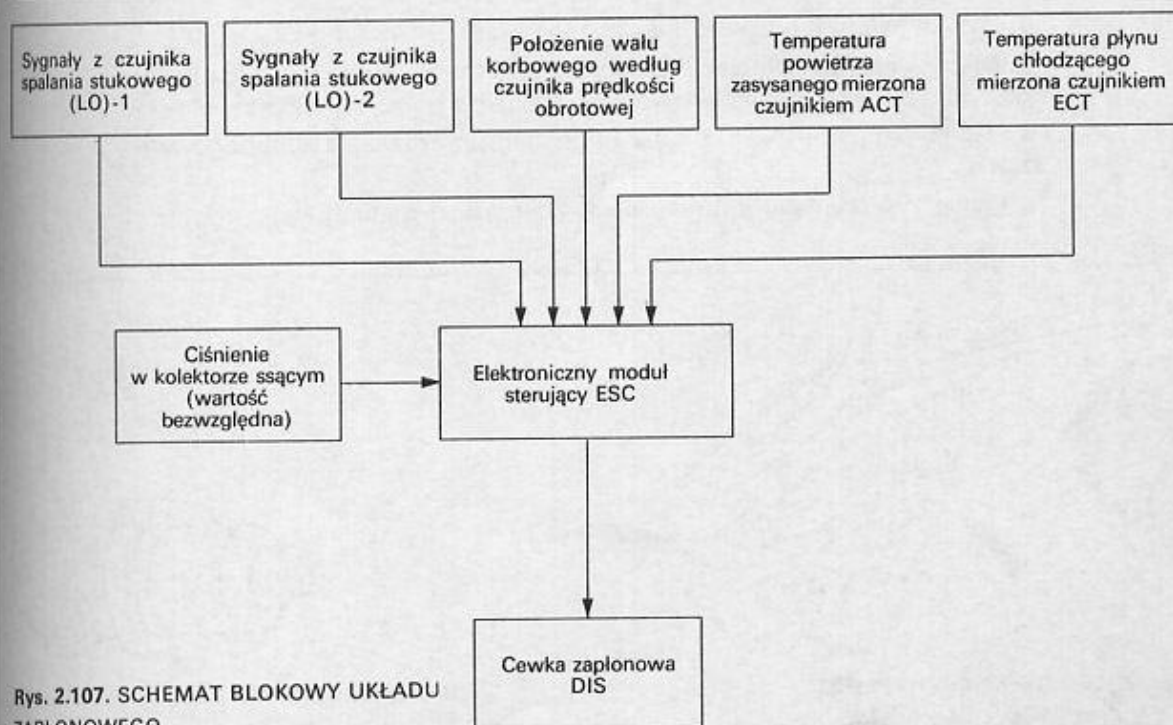 Sygnały z czujnika
spalania stukowego
(LO)-1
Sygnały z czujnika
spalania stukowego
(LO)-2
Położenie wału
korbowego według
czujnika prędkości
obrotowej
Temperatura
powietrza
zasysanego mierzona
czujnikiem ACT
Temperatura płynu
chłodzącego
mierzona czujnikiem
ECT
Ciśnienie
w kolektorze ssącym
(wartość
bezwzględna)
Elektroniczny moduł
sterujący ESC
Cewka zapłonowa
DIS
Rys. 2.107. SCHEMAT BLOKOWY UKŁADU
ZAPŁONOWEGO